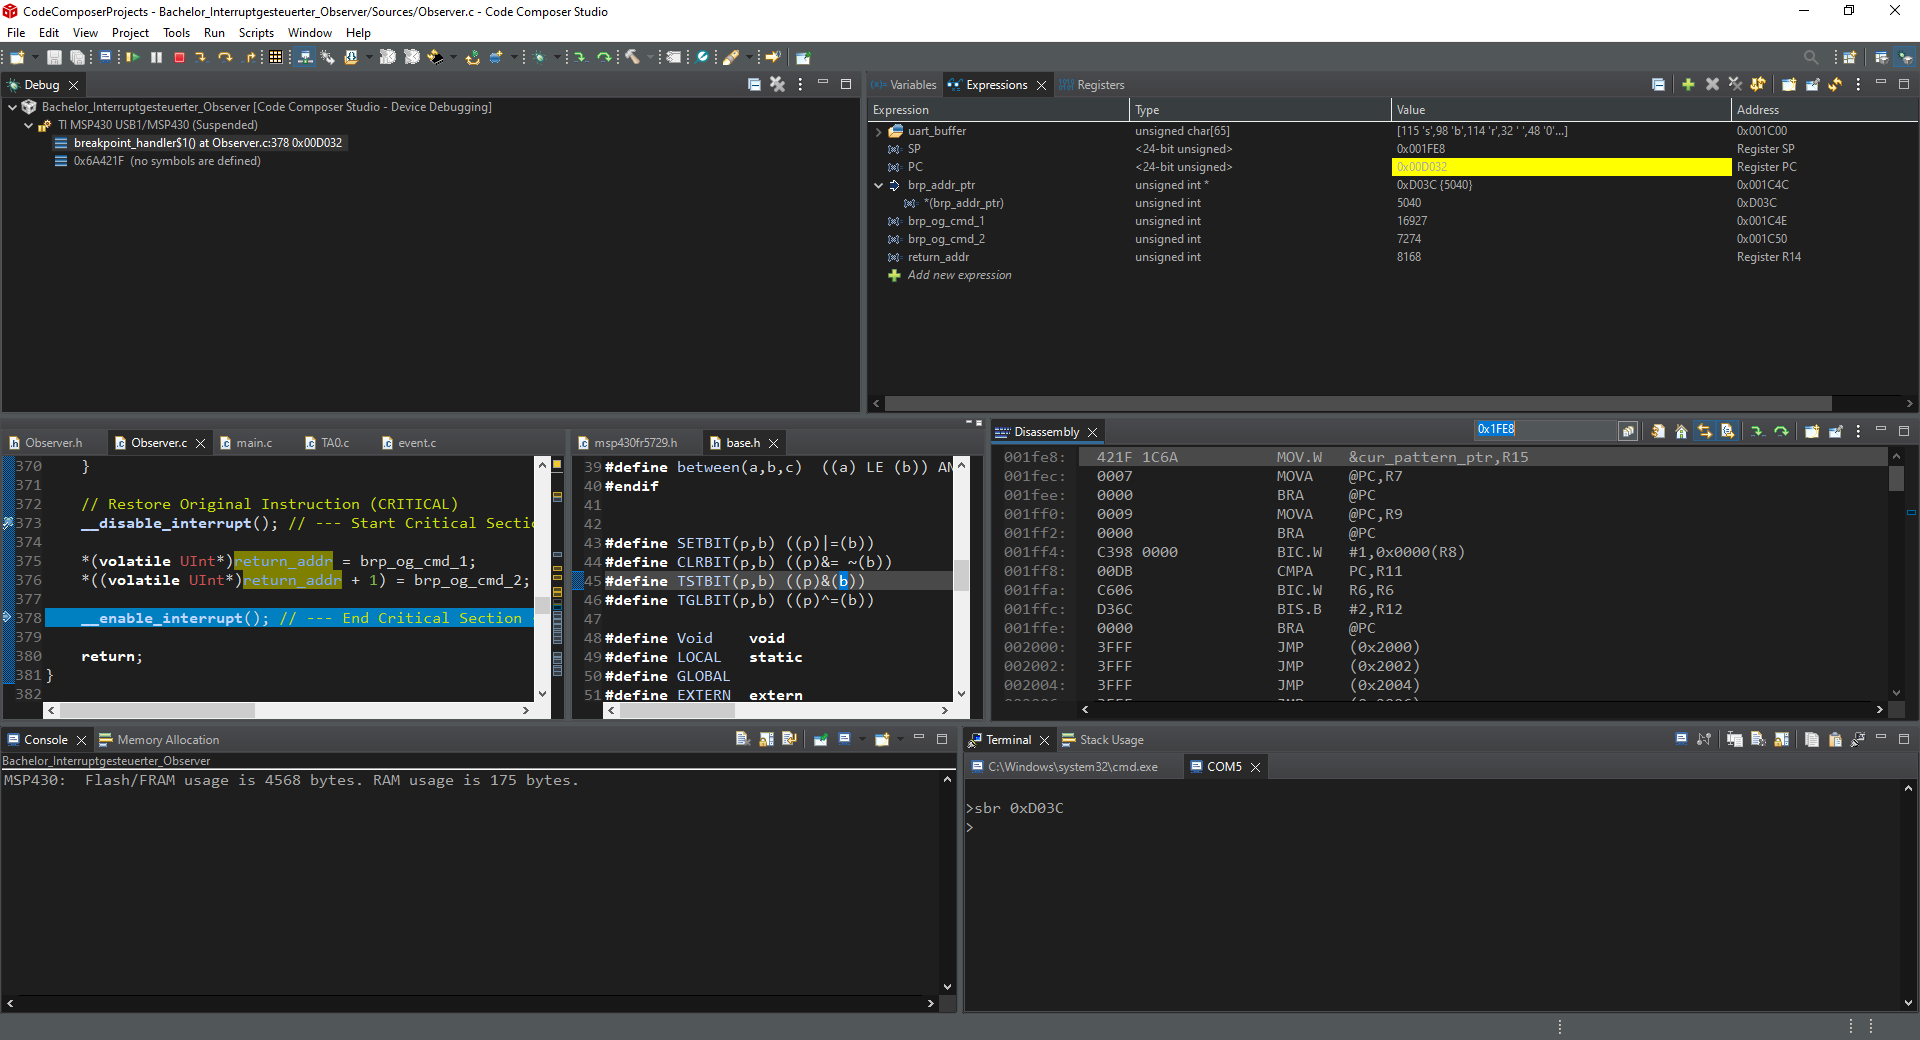 CodeComposerProjects - Bachelor_Interruptgesteuerter_Observer/Sources/Observer.c - Code Composer Studio
File Edit View Project Tools Run Scripts Window Help
Debug
Bachelor_Interruptgesteuerter_Observer [Code Composer Studio - Device Debugging]
TI MSP430 USB1/MSP430 (Suspended)
breakpoint_handler$1() at Observer.c:378 0x00D032
0x6A421F (no symbols are defined)
Variables Expressions Registers
Expression Type Value Address
uart_buffer unsigned char[65] [115 's',98 'b',114 'r',32 ' ',48 '0'...] 0x001C00
SP <24-bit unsigned> 0x001FE8 Register SP
PC <24-bit unsigned> 0x00D032 Register PC
brp_addr_ptr unsigned int * 0xD03C {5040} 0x001C4C
*(brp_addr_ptr) unsigned int 5040 0xD03C
brp_og_cmd_1 unsigned int 16927 0x001C4E
brp_og_cmd_2 unsigned int 7274 0x001C50
return_addr unsigned int 8168 Register R14
Add new expression
Observer.h Observer.c main.c TA0.c event.c
370 }
371
372 // Restore Original Instruction (CRITICAL)
373 __disable_interrupt(); // --- Start Critical Sectio
374
375 *(volatile UInt*)return_addr = brp_og_cmd_1;
376 *((volatile UInt*)return_addr + 1) = brp_og_cmd_2;
377
378 __enable_interrupt(); // --- End Critical Section
379
380 return;
381 }
382
msp430fr5729.h base.h
39 #define between(a,b,c) ((a) LE (b)) AN
40 #endif
41
42
43 #define SETBIT(p,b) ((p)|=(b))
44 #define CLRBIT(p,b) ((p)&= ~(b))
45 #define TSTBIT(p,b) ((p)&(b))
46 #define TGLBIT(p,b) ((p)^=(b))
47
48 #define Void void
49 #define LOCAL static
50 #define GLOBAL
51 #define EXTERN extern
Disassembly 0x1FE8
001fe8: 421F 1C6A MOV.W &cur_pattern_ptr,R15
001fec: 0007 MOVA @PC,R7
001fee: 0000 BRA @PC
001ff0: 0009 MOVA @PC,R9
001ff2: 0000 BRA @PC
001ff4: C398 0000 BIC.W #1,0x0000(R8)
001ff8: 00DB CMPA PC,R11
001ffa: C606 BIC.W R6,R6
001ffc: D36C BIS.B #2,R12
001ffe: 0000 BRA @PC
002000: 3FFF JMP (0x2000)
002002: 3FFF JMP (0x2002)
002004: 3FFF JMP (0x2004)
Console Memory Allocation
Bachelor_Interruptgesteuerter_Observer
MSP430: Flash/FRAM usage is 4568 bytes. RAM usage is 175 bytes.
Terminal Stack Usage
C:\Windows\system32\cmd.exe COM5
>sbr 0xD03C
>